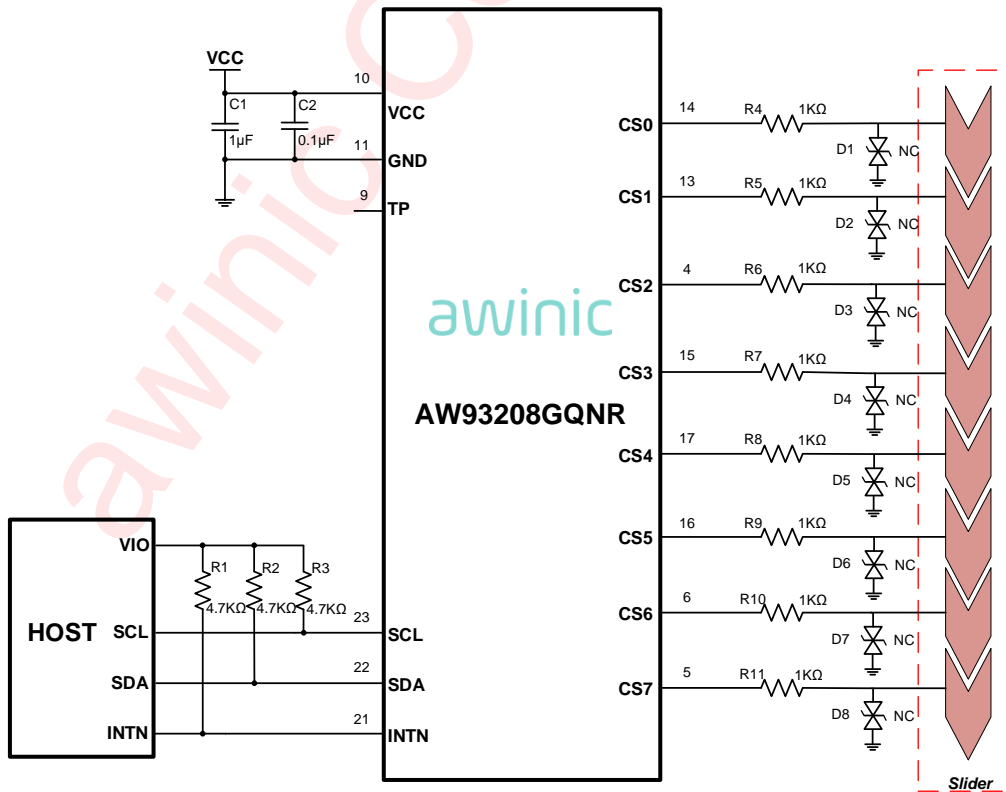 VCC
C1
1µF
C2
0.1µF
10
VCC
11
GND
9
TP
awinic
AW93208GQNR
CS0
14
R4
1KΩ
D1
NC
CS1
13
R5
1KΩ
D2
NC
CS2
4
R6
1KΩ
D3
NC
CS3
15
R7
1KΩ
D4
NC
CS4
17
R8
1KΩ
D5
NC
CS5
16
R9
1KΩ
D6
NC
CS6
6
R10
1KΩ
D7
NC
CS7
5
R11
1KΩ
D8
NC
Slider
HOST
VIO
SCL
SDA
INTN
R1
4.7KΩ
R2
4.7KΩ
R3
4.7KΩ
23
SCL
22
SDA
21
INTN
awinic Co